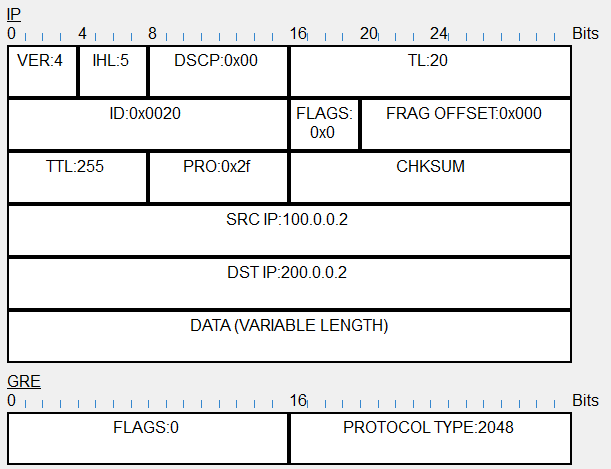 IP
0 4 8 16 20 24 Bits
VER:4 IHL:5 DSCP:0x00 TL:20
ID:0x0020 FLAGS: FRAG OFFSET:0x000
0x0
TTL:255 PRO:0x2f CHKSUM
SRC IP:100.0.0.2
DST IP:200.0.0.2
DATA (VARIABLE LENGTH)
GRE
0 16 Bits
FLAGS:0 PROTOCOL TYPE:2048